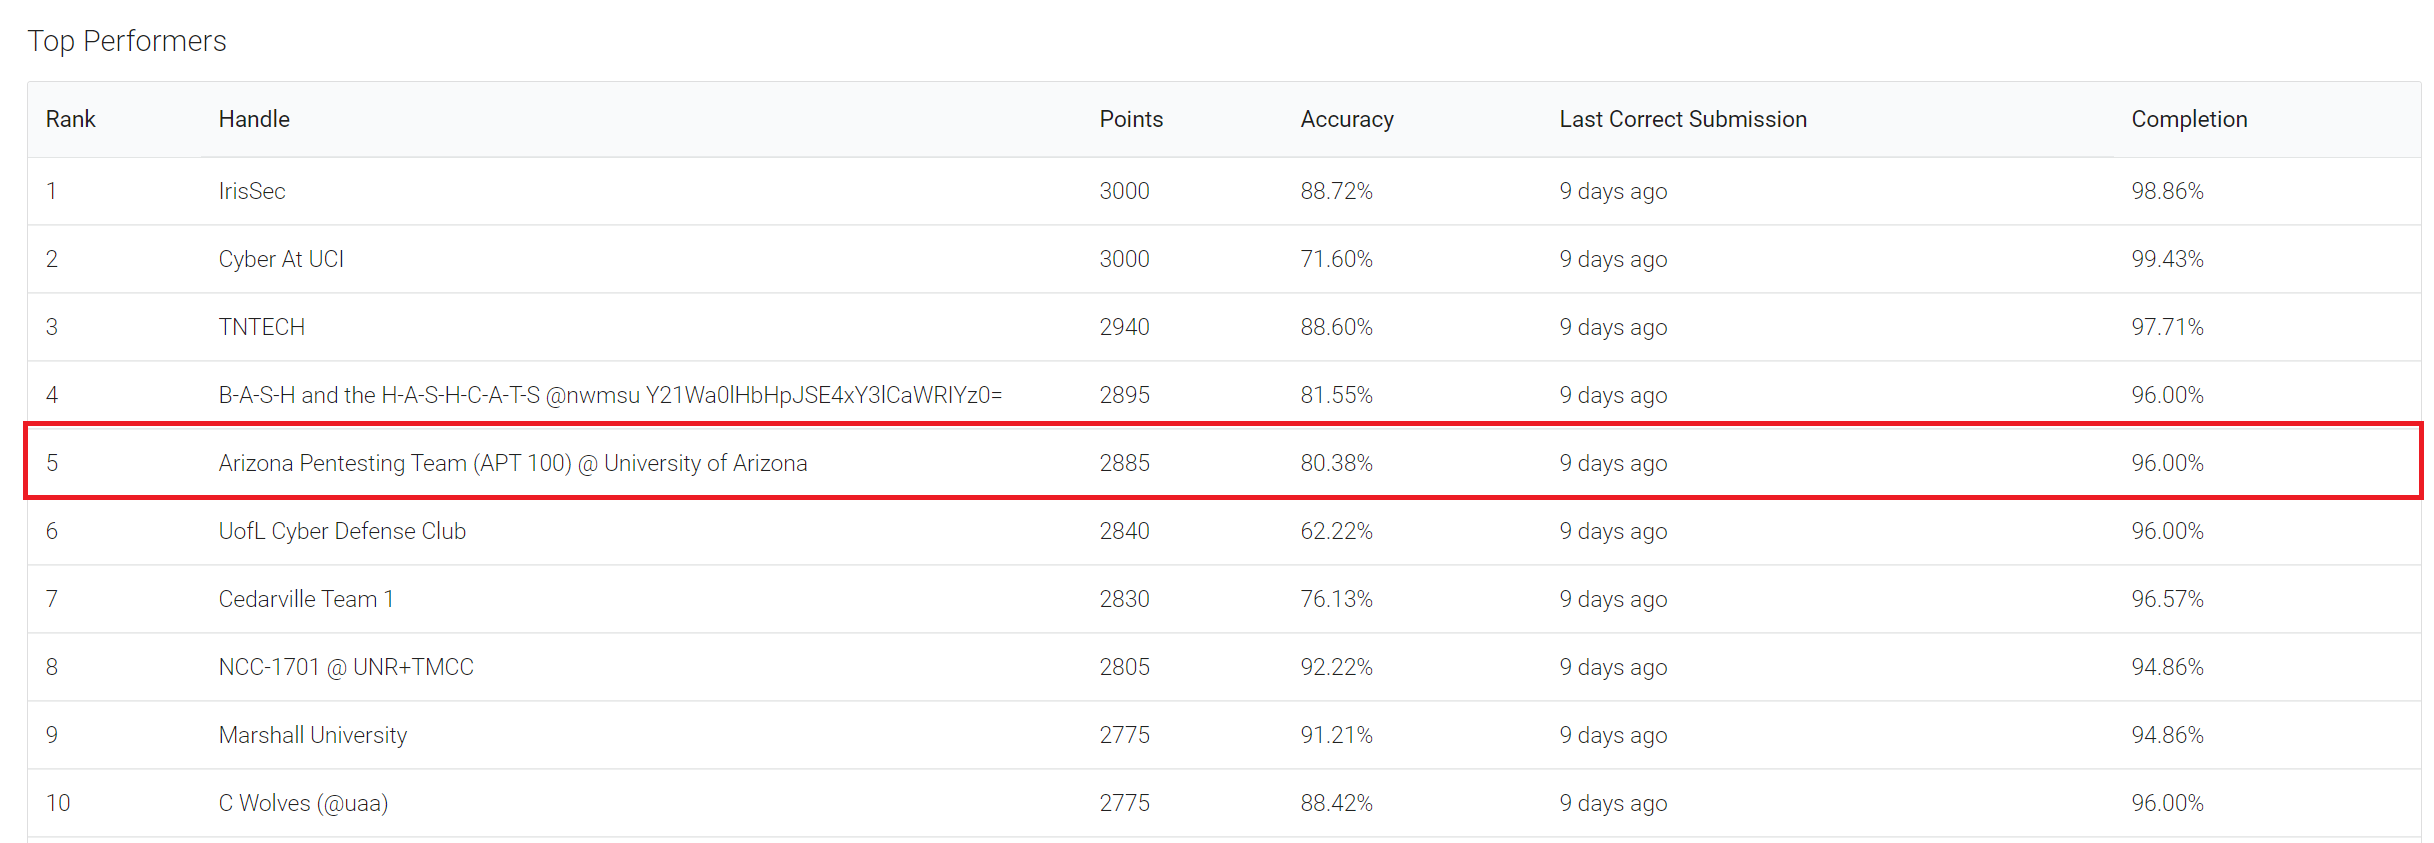 Top Performers
Rank Handle Points Accuracy Last Correct Submission Completion
1 IrisSec 3000 88.72% 9 days ago 98.86%
2 Cyber At UCI 3000 71.60% 9 days ago 99.43%
3 TNTECH 2940 88.60% 9 days ago 97.71%
4 B-A-S-H and the H-A-S-H-C-A-T-S @nwmsu Y21Wa0lHbHpJSE4xY3lCaWRIYz0= 2895 81.55% 9 days ago 96.00%
5 Arizona Pentesting Team (APT 100) @ University of Arizona 2885 80.38% 9 days ago 96.00%
6 UofL Cyber Defense Club 2840 62.22% 9 days ago 96.00%
7 Cedarville Team 1 2830 76.13% 9 days ago 96.57%
8 NCC-1701 @ UNR+TMCC 2805 92.22% 9 days ago 94.86%
9 Marshall University 2775 91.21% 9 days ago 94.86%
10 C Wolves (@uaa) 2775 88.42% 9 days ago 96.00%